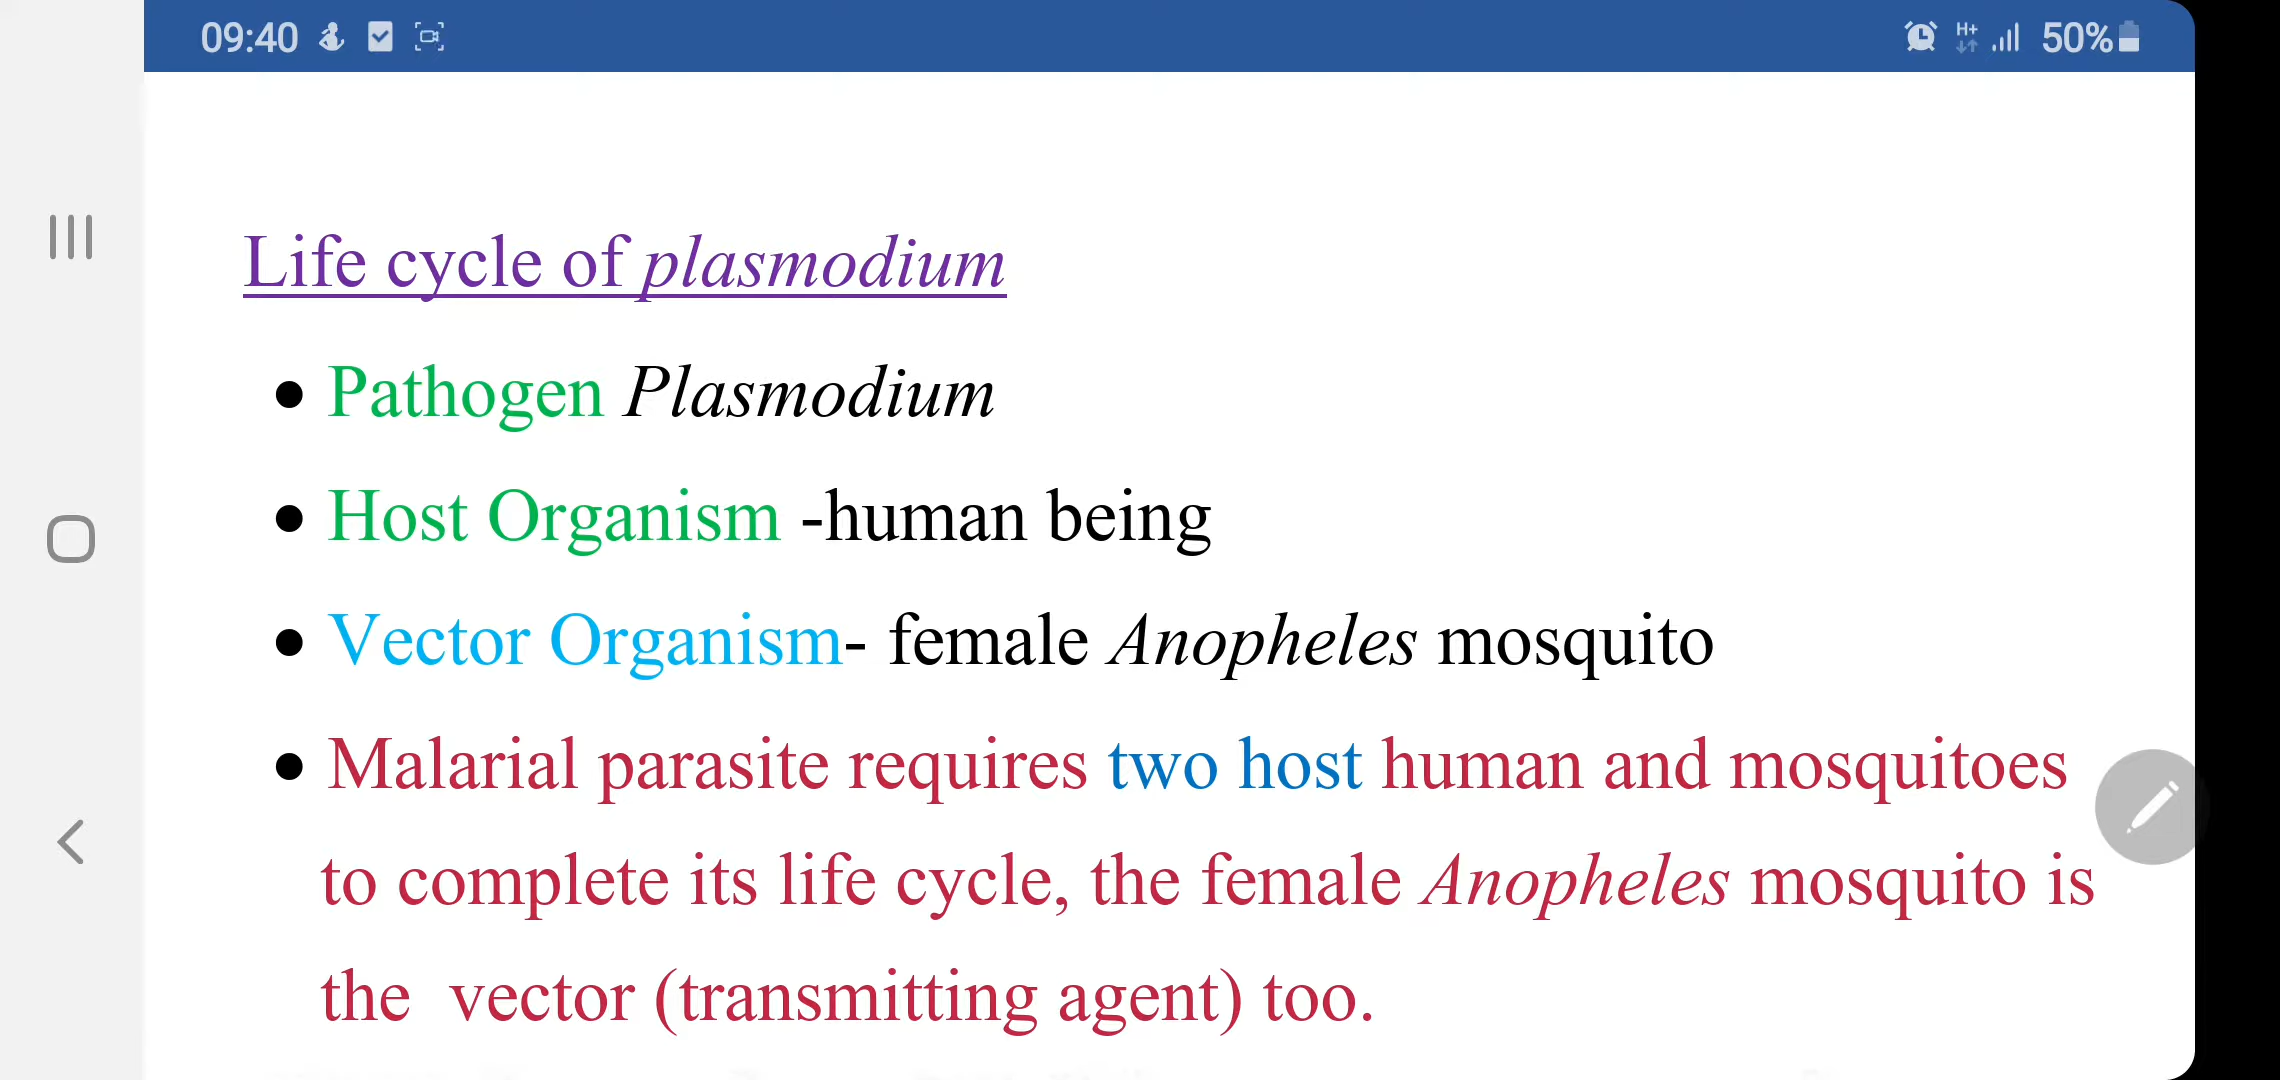 09:40
H+ 50%
Life cycle of plasmodium
• Pathogen Plasmodium
• Host Organism -human being
• Vector Organism- female Anopheles mosquito
• Malarial parasite requires two host human and mosquitoes
to complete its life cycle, the female Anopheles mosquito is
the vector (transmitting agent) too.